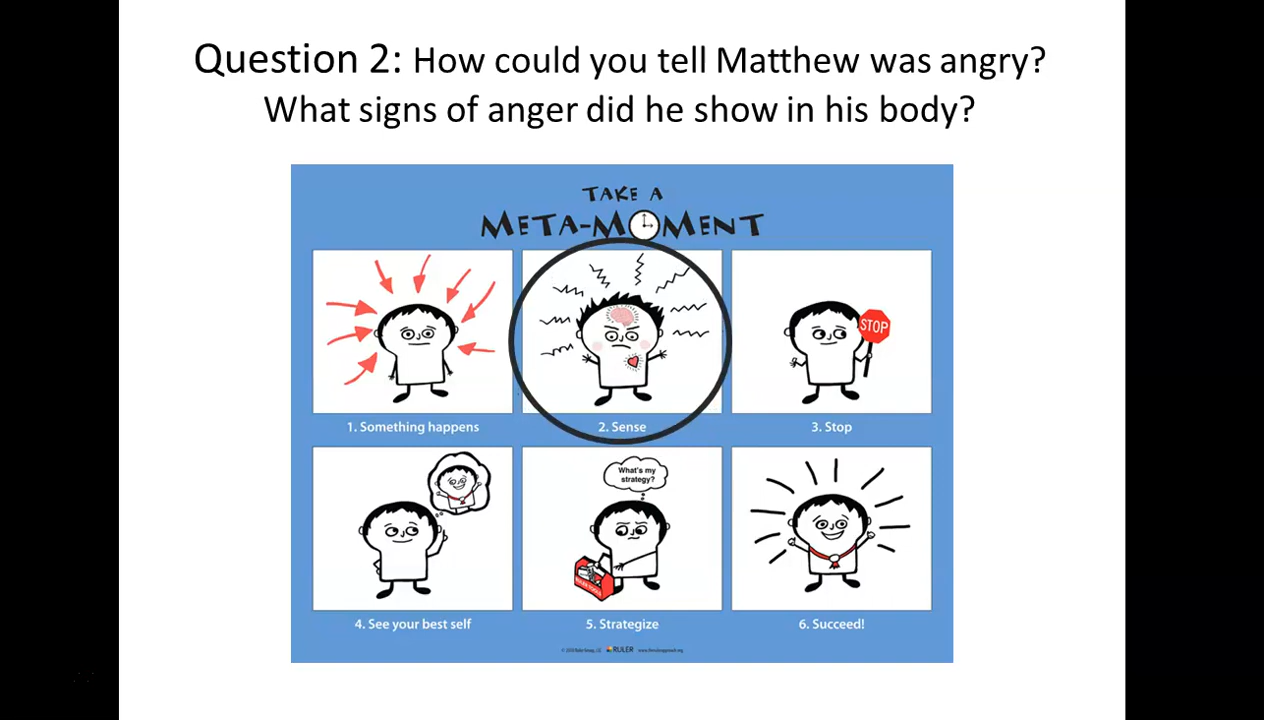 Question 2: How could you tell Matthew was angry?
What signs of anger did he show in his body?
TAKE A
META-MOMENT
STOP
1. Something happens
2. Sense
3. Stop
What's my
strategy?
4. See your best self
5. Strategize
6. Succeed!
RULER